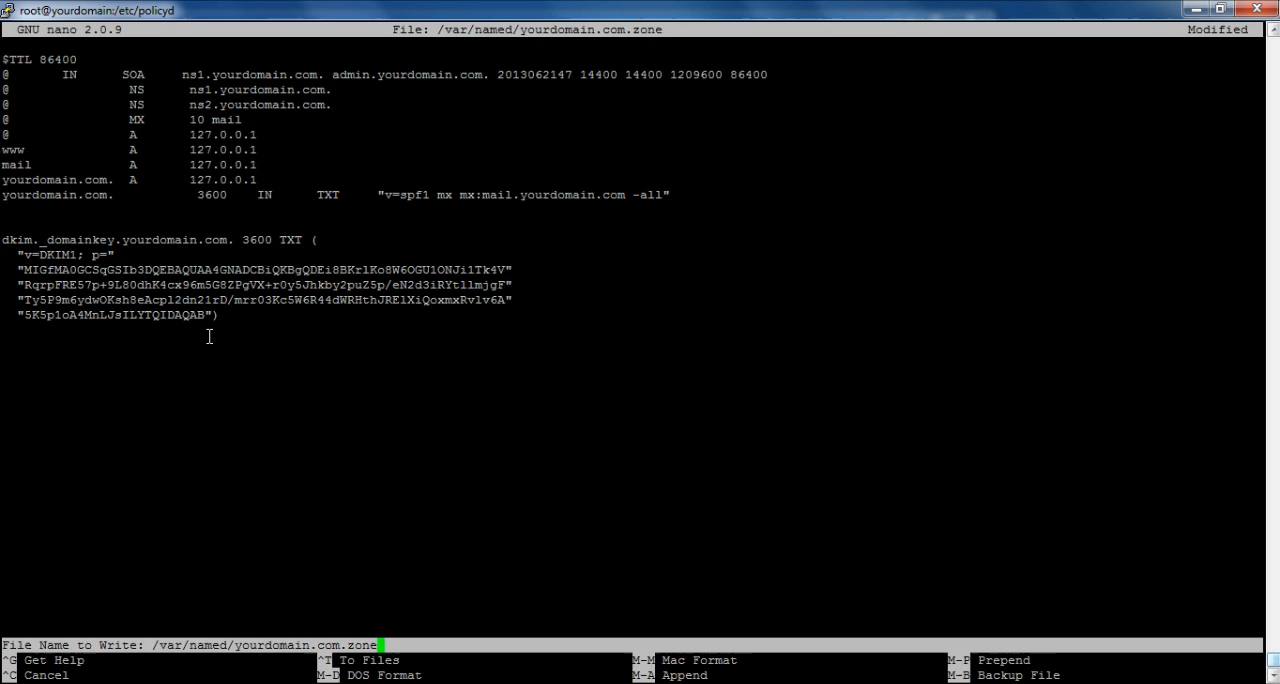 root@yourdomain:/etc/policyd
GNU nano 2.0.9 File: /var/named/yourdomain.com.zone Modified
$TTL 86400
@ IN SOA ns1.yourdomain.com. admin.yourdomain.com. 2013062147 14400 14400 1209600 86400
@ NS ns1.yourdomain.com.
@ NS ns2.yourdomain.com.
@ MX 10 mail
@ A 127.0.0.1
www A 127.0.0.1
mail A 127.0.0.1
yourdomain.com. A 127.0.0.1
yourdomain.com. 3600 IN TXT "v=spf1 mx mx:mail.yourdomain.com -all"
dkim._domainkey.yourdomain.com. 3600 TXT (
"v=DKIM1; p="
"MIGfMA0GCSqGSIb3DQEBAQUAA4GNADCBiQKBgQDEi8BKrlKo8W6OGU1ONJi1Tk4V"
"RqrpFRE57p+9L80dhK4cx96m5G8ZPgVX+r0y5Jhkby2puZ5p/eN2d3iRYtllmjgF"
"Ty5P9m6ydwOKsh8eAcpl2dn21rD/mrr03Kc5W6R44dWRHthJRElXiQoxmxRvlv6A"
"5K5p1oA4MnLJsILYTQIDAQAB")
File Name to Write: /var/named/yourdomain.com.zone
^G Get Help ^T To Files M-M Mac Format M-P Prepend
^C Cancel M-D DOS Format M-A Append M-B Backup File